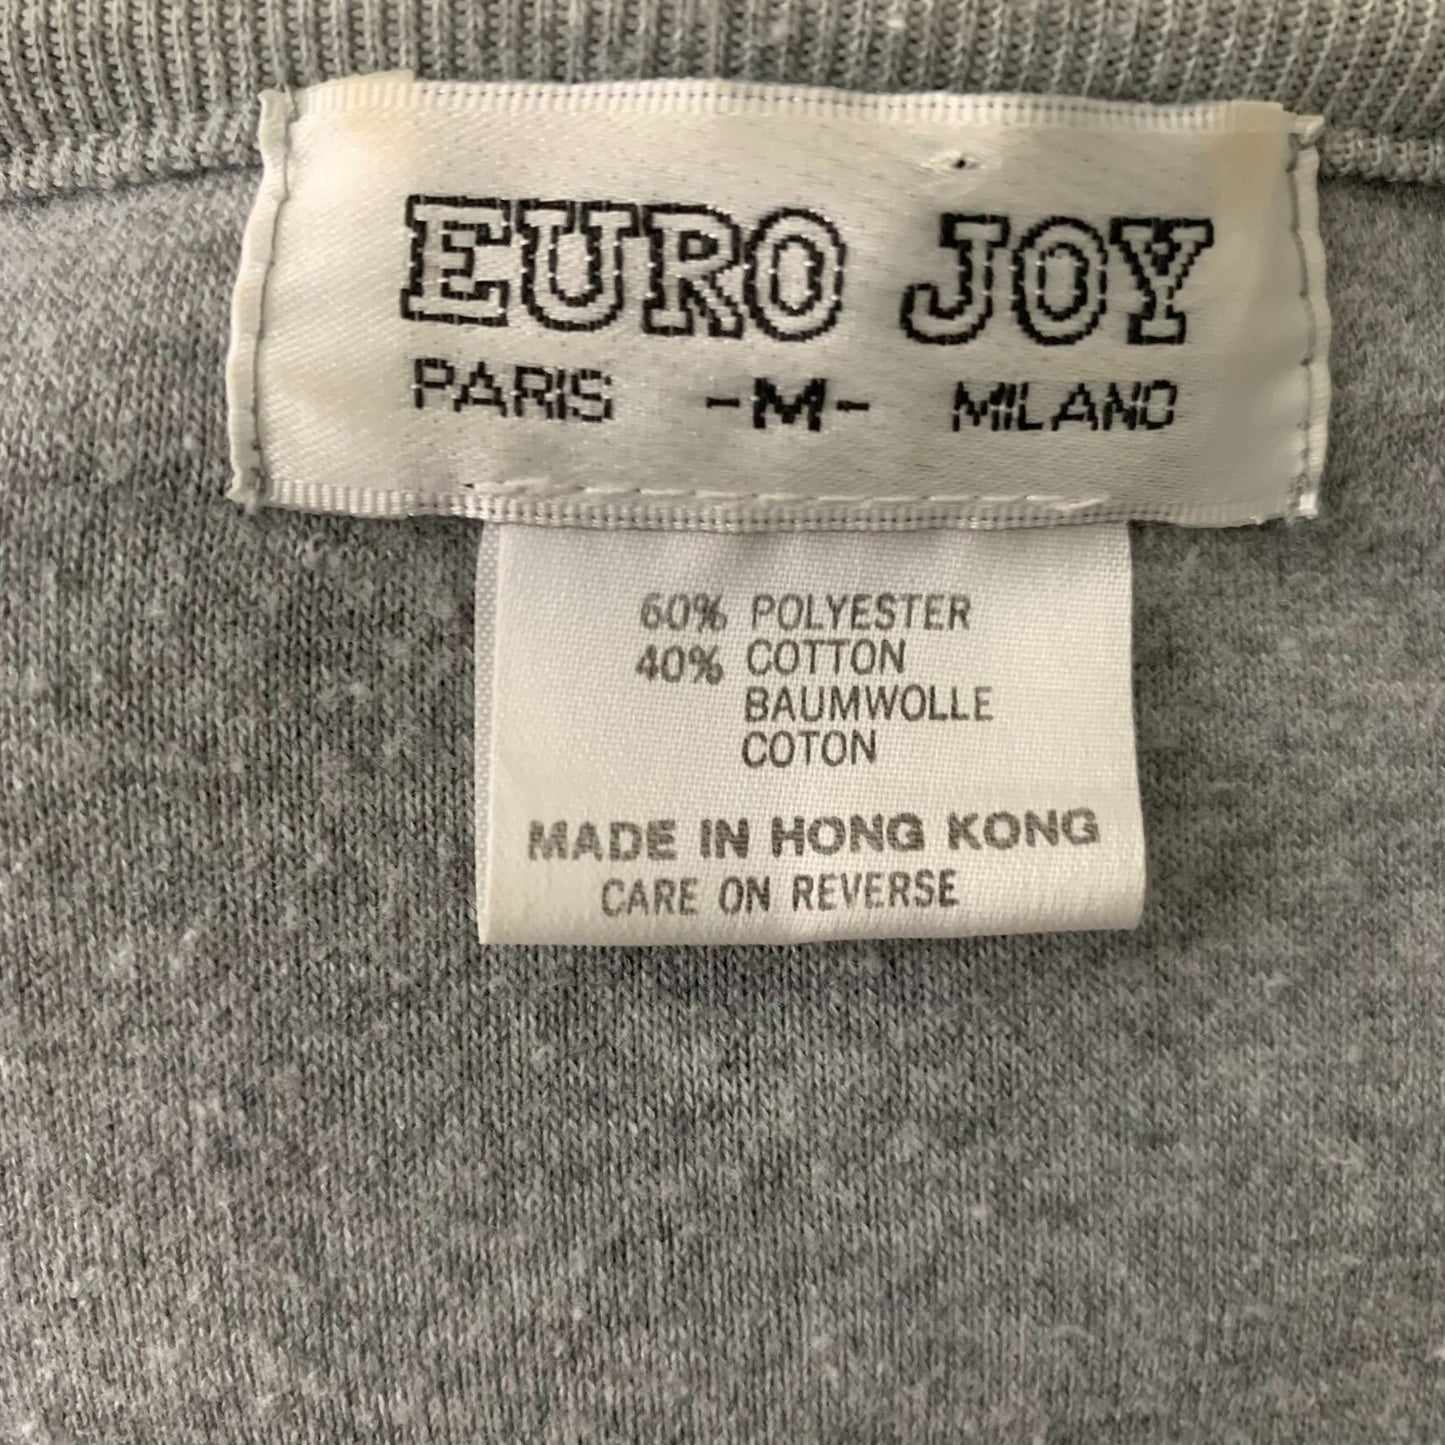 EURO JOY
PARIS -M- MILANO
60% POLYESTER
40% COTTON
BAUMWOLLE
COTON
MADE IN HONG KONG
CARE ON REVERSE